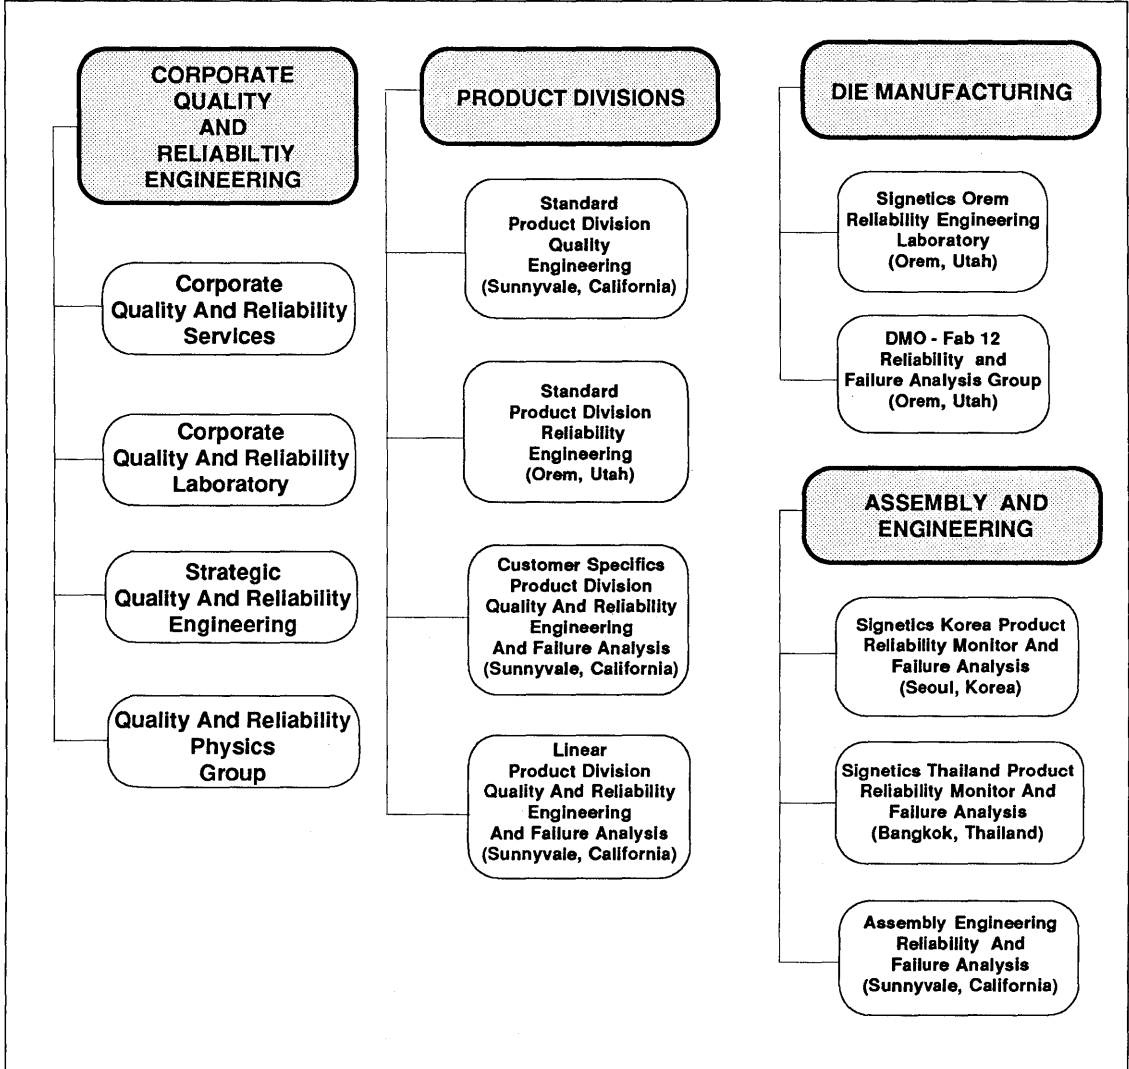 CORPORATE
QUALITY
AND
RELIABILTIY
ENGINEERING
Corporate
Quality And Reliability
Services
Corporate
Quality And Reliability
Laboratory
Strategic
Quality And Reliability
Engineering
Quality And Reliability
Physics
Group
PRODUCT DIVISIONS
Standard
Product Division
Quality
Engineering
(Sunnyvale, California)
Standard
Product Division
Reliability
Engineering
(Orem, Utah)
Customer Specifics
Product Division
Quality And Reliability
Engineering
And Failure Analysis
(Sunnyvale, California)
Linear
Product Division
Quality And Reliability
Engineering
And Failure Analysis
(Sunnyvale, California)
DIE MANUFACTURING
Signetics Orem
Reliability Engineering
Laboratory
(Orem, Utah)
DMO - Fab 12
Reliability and
Failure Analysis Group
(Orem, Utah)
ASSEMBLY AND
ENGINEERING
Signetics Korea Product
Reliability Monitor And
Failure Analysis
(Seoul, Korea)
Signetics Thailand Product
Reliability Monitor And
Failure Analysis
(Bangkok, Thailand)
Assembly Engineering
Reliability And
Failure Analysis
(Sunnyvale, California)